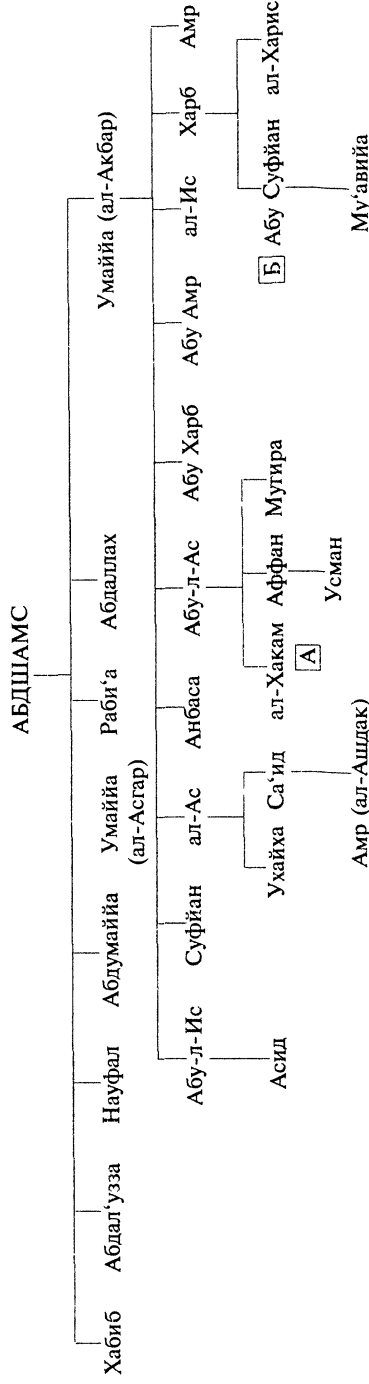 АБДШАМС
Хабиб Абдал‘узза Науфал Абдумаййа Умаййа (ал-Асгар) Раби‘а Абдаллах Умаййа (ал-Акбар)
Абу-л-Ис Суфйан ал-Ас Анбаса Абу-л-Ас Абу Харб Абу Амр ал-Ис Харб Амр
Асид Ухайха Са‘ид ал-Хакам Аффан Мугира Абу Суфйан ал-Харис
А Б
Амр (ал-Ашдак) Усман Му‘авийа